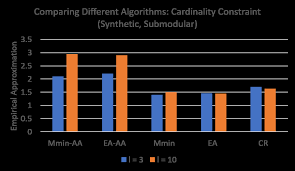 Comparing Different Algorithms: Cardinality Constraint
(Synthetic, Submodular)
Empirical Approximation
3.5
3
2.5
2
1.5
1
0.5
0
Mmin-AA EA-AA Mmin EA CR
l = 3 l = 10